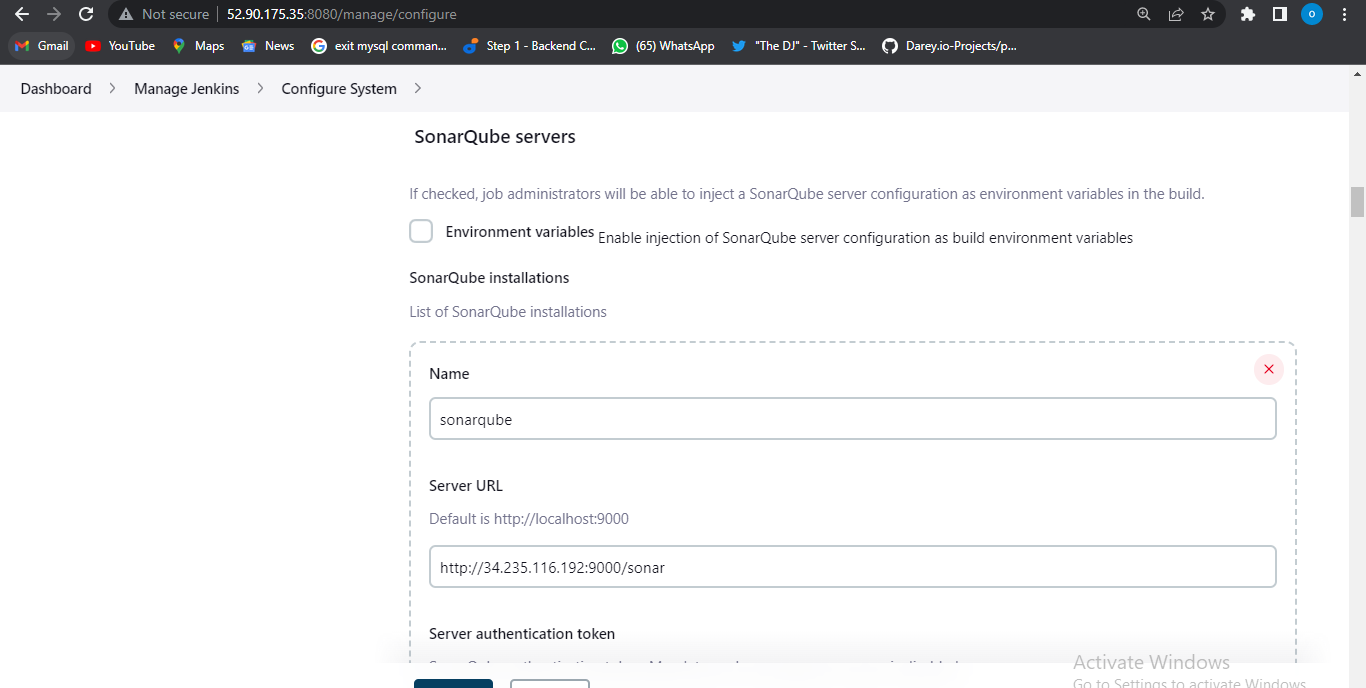 Not secure 52.90.175.35:8080/manage/configure
Gmail YouTube Maps News exit mysql comman... Step 1 - Backend C... (65) WhatsApp "The DJ" - Twitter S... Darey.io-Projects/p...
Dashboard Manage Jenkins Configure System
SonarQube servers
If checked, job administrators will be able to inject a SonarQube server configuration as environment variables in the build.
Environment variables Enable injection of SonarQube server configuration as build environment variables
SonarQube installations
List of SonarQube installations
Name
sonarqube
Server URL
Default is http://localhost:9000
http://34.235.116.192:9000/sonar
Server authentication token
Activate Windows
Go to Settings to activate Windows